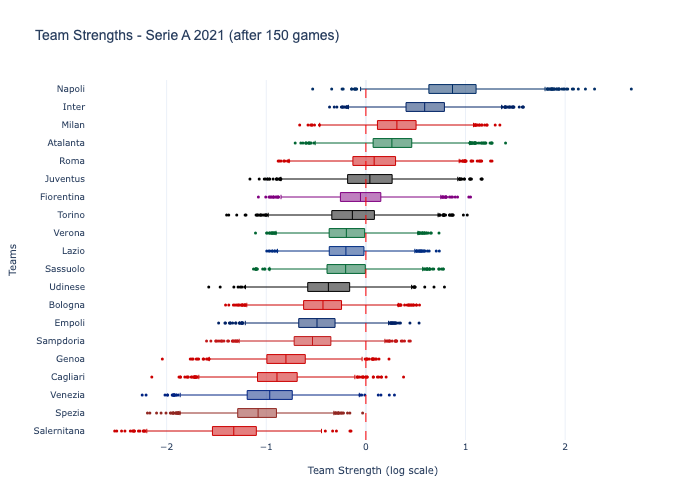 Team Strengths - Serie A 2021 (after 150 games)
Teams
Napoli
Inter
Milan
Atalanta
Roma
Juventus
Fiorentina
Torino
Verona
Lazio
Sassuolo
Udinese
Bologna
Empoli
Sampdoria
Genoa
Cagliari
Venezia
Spezia
Salernitana
−2 −1 0 1 2
Team Strength (log scale)